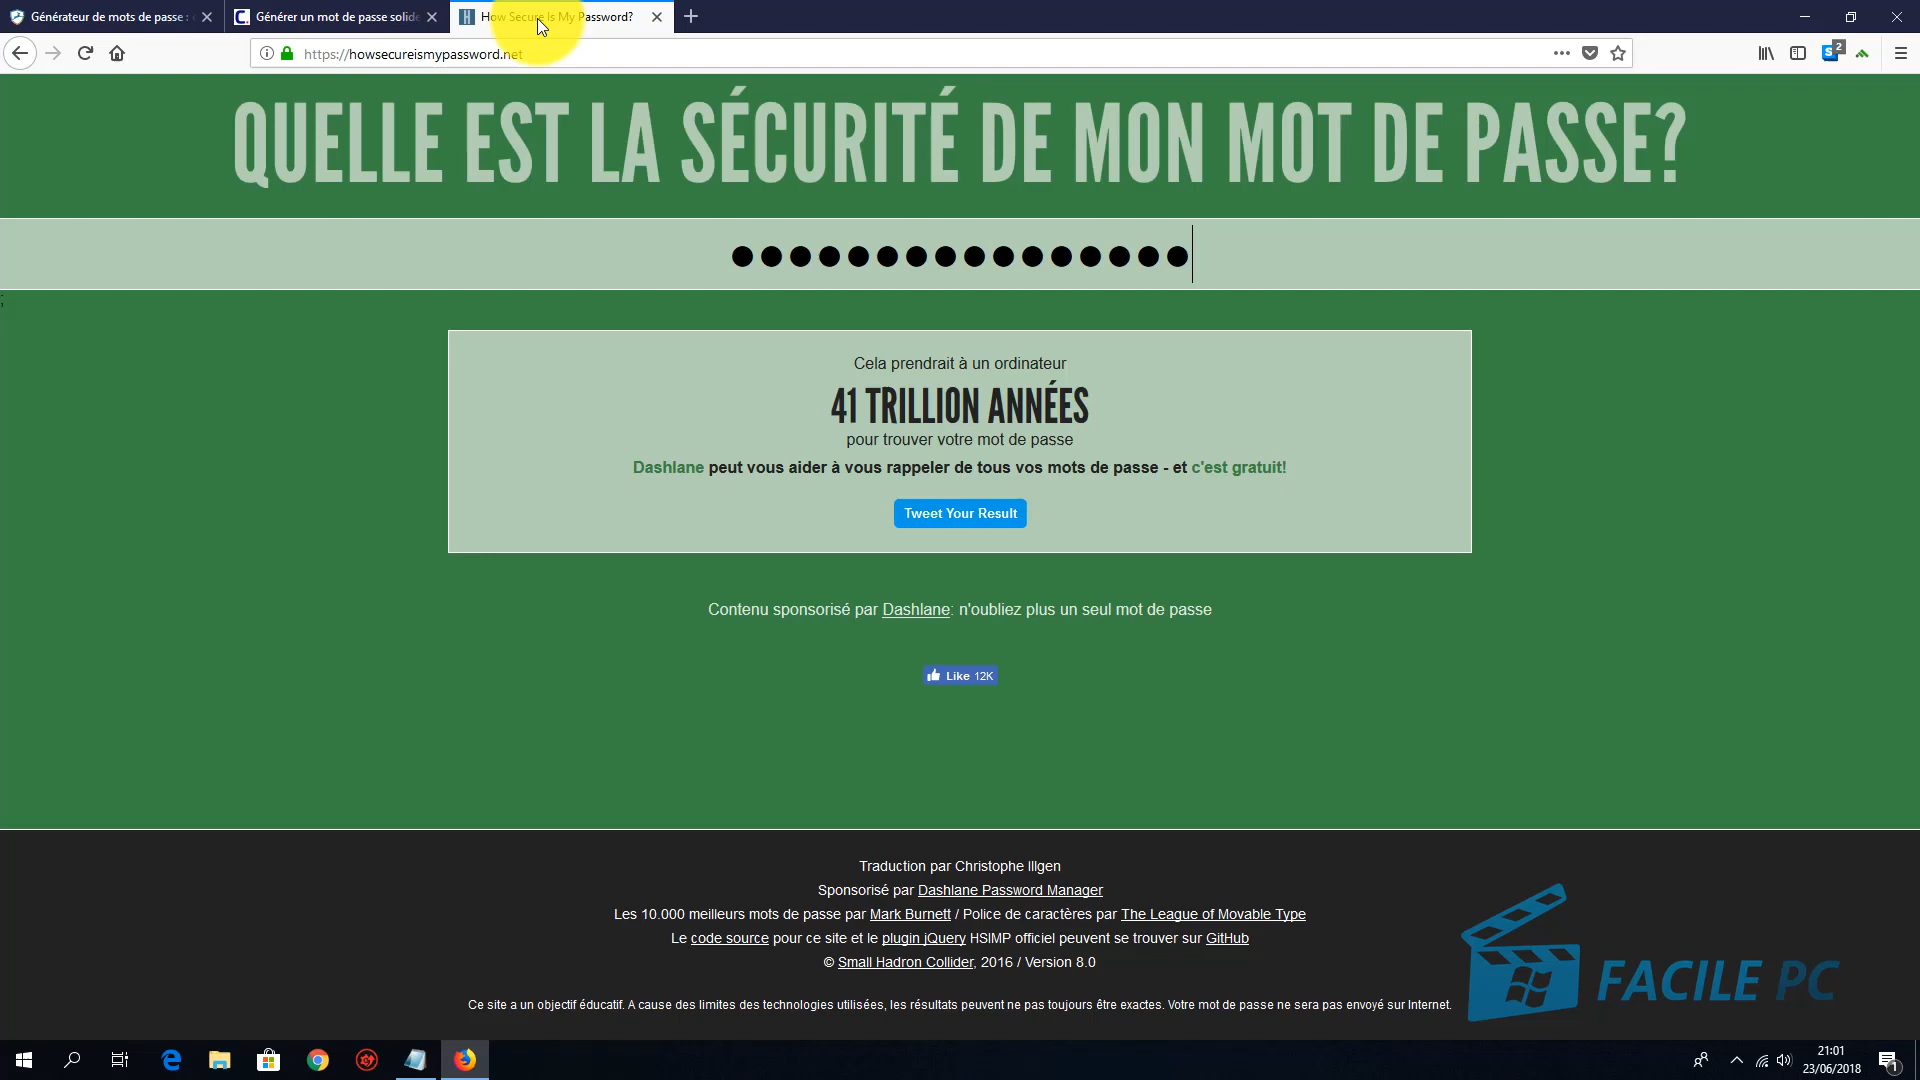 Générateur de mots de passe :
Générer un mot de passe solide
How Secure Is My Password?
https://howsecureismypassword.net
2
QUELLE EST LA SÉCURITÉ DE MON MOT DE PASSE?
●●●●●●●●●●●●●●●●
Cela prendrait à un ordinateur
41 TRILLION ANNÉES
pour trouver votre mot de passe
Dashlane peut vous aider à vous rappeler de tous vos mots de passe - et c'est gratuit!
Tweet Your Result
Contenu sponsorisé par Dashlane: n'oubliez plus un seul mot de passe
Like 12K
Traduction par Christophe Illgen
Sponsorisé par Dashlane Password Manager
Les 10.000 meilleurs mots de passe par Mark Burnett / Police de caractères par The League of Movable Type
Le code source pour ce site et le plugin jQuery HSIMP officiel peuvent se trouver sur GitHub
© Small Hadron Collider, 2016 / Version 8.0
Ce site a un objectif éducatif. A cause des limites des technologies utilisées, les résultats peuvent ne pas toujours être exactes. Votre mot de passe ne sera pas envoyé sur Internet.
FACILE PC
21:01
23/06/2018
1